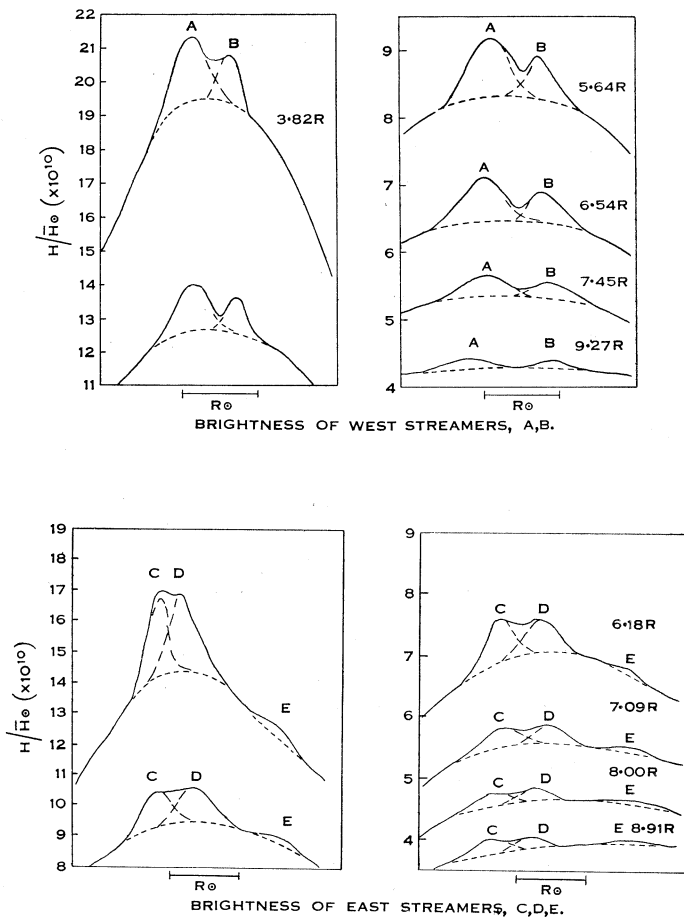 A B
21
20
19
18
17
16
15
14
13
12
11
3·82R
H/H̄⊙ (×10¹⁰)
R⊙
A B
9
8
7
6
5
4
5·64R
A B
6·54R
A B
7·45R
A B
9·27R
R⊙
BRIGHTNESS OF WEST STREAMERS, A,B.
19
18
17
16
15
14
13
12
11
10
9
8
C D
E
C D
E
H/H̄⊙ (×10¹⁰)
R⊙
9
8
7
6
5
4
C D
6·18R
E
7·09R
C D
E
8·00R
C D
E
C D
E 8·91R
R⊙
BRIGHTNESS OF EAST STREAMERS, C,D,E.